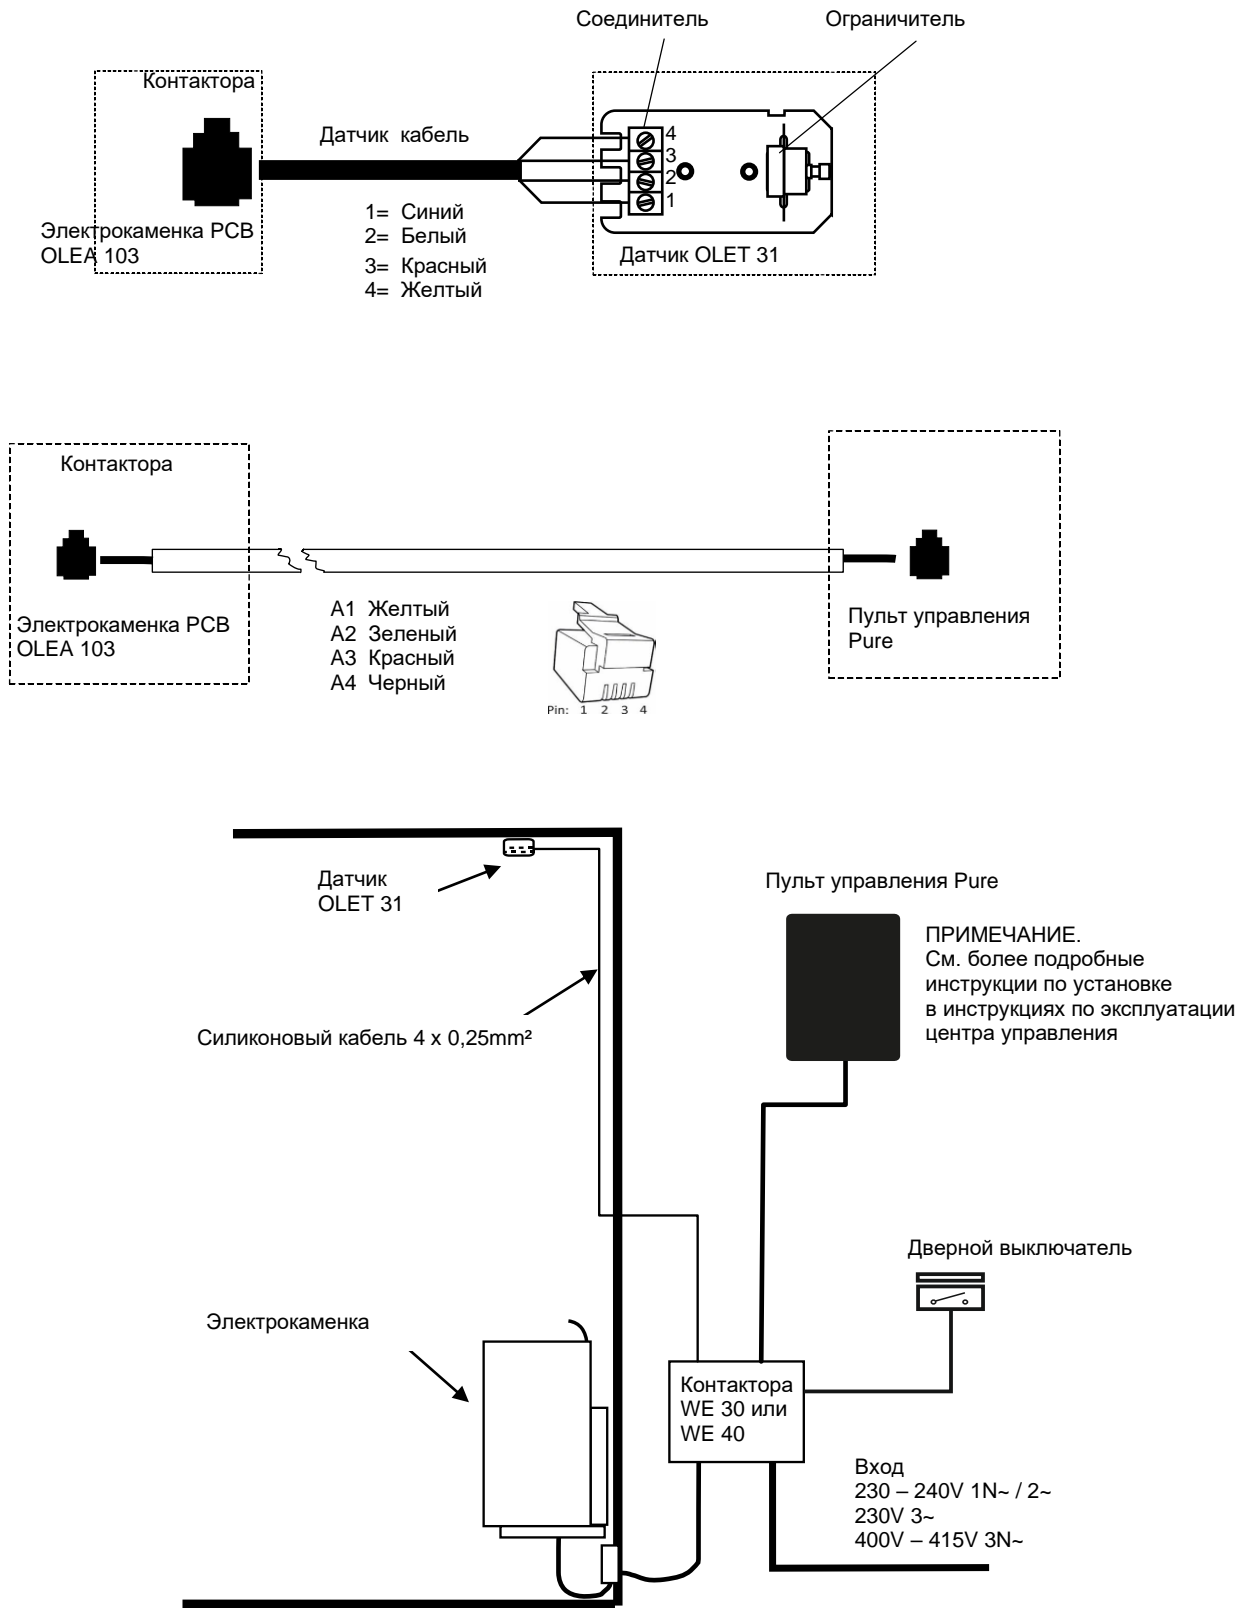 Соединитель
Ограничитель
Контактора
Датчик кабель
4
3
2
1
1= Синий
2= Белый
3= Красный
4= Желтый
Электрокаменка PCB
OLEA 103
Датчик OLET 31
Контактора
Электрокаменка PCB
OLEA 103
A1 Желтый
A2 Зеленый
A3 Красный
A4 Черный
Pin: 1 2 3 4
Пульт управления
Pure
Датчик
OLET 31
Пульт управления Pure
ПРИМЕЧАНИЕ.
См. более подробные
инструкции по установке
в инструкциях по эксплуатации
центра управления
Силиконовый кабель 4 x 0,25mm²
Дверной выключатель
Электрокаменка
Контактора
WE 30 или
WE 40
Вход
230 – 240V 1N~ / 2~
230V 3~
400V – 415V 3N~